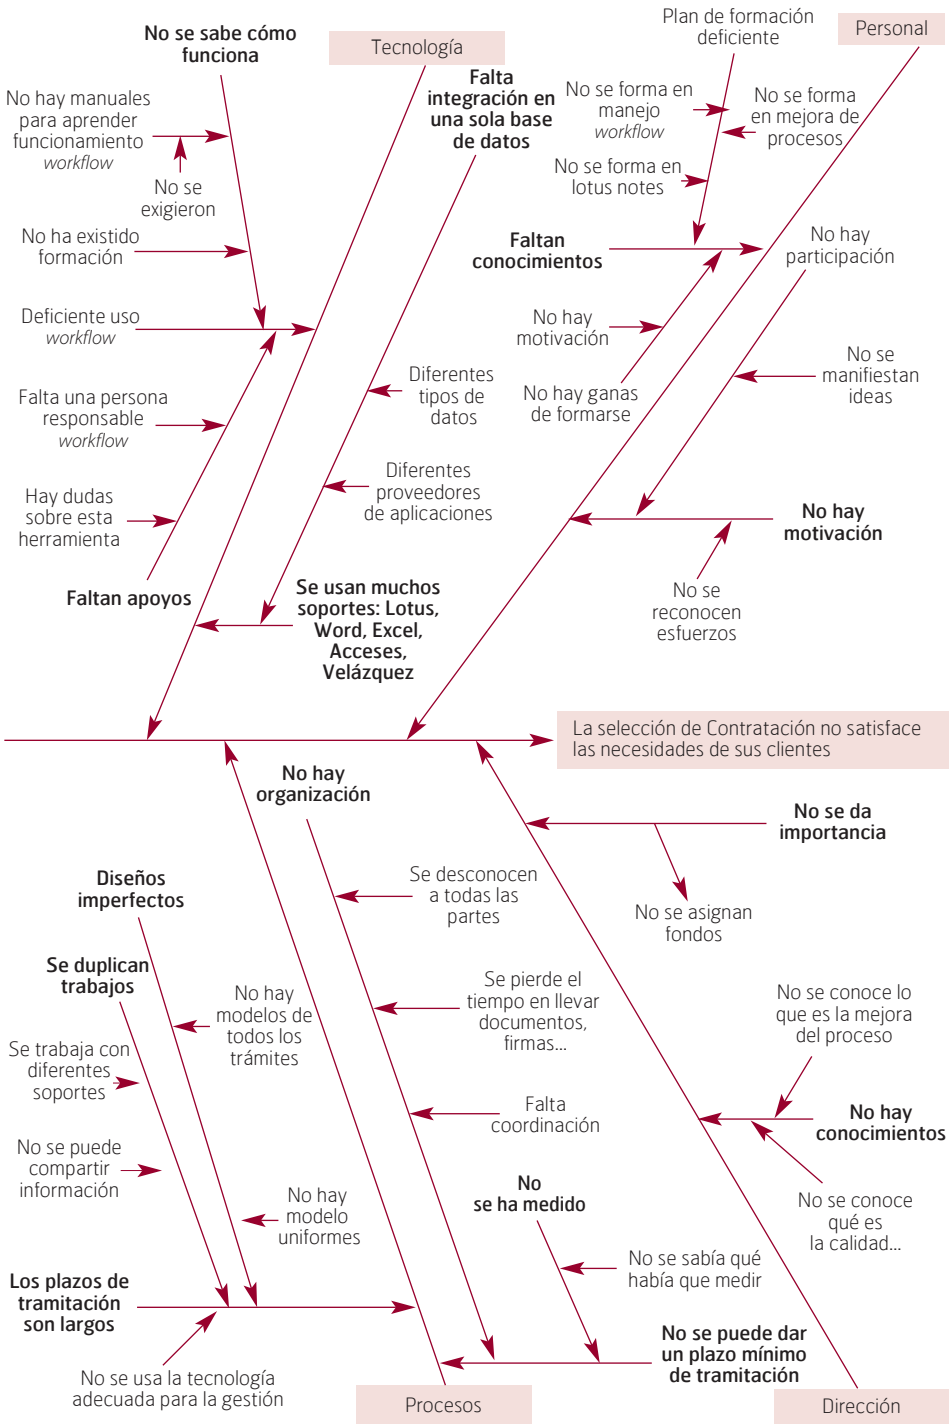 No se sabe cómo
funciona
Tecnología
Plan de formación
deficiente
Personal
No hay manuales
para aprender
funcionamiento
workflow
Falta
integración en
una sola base
de datos
No se forma en
manejo
workflow
No se forma
en mejora de
procesos
No se
exigieron
No se forma en
lotus notes
No ha existido
formación
Faltan
conocimientos
No hay
participación
Deficiente uso
workflow
No hay
motivación
No se
manifiestan
ideas
Falta una persona
responsable
workflow
Diferentes
tipos de
datos
No hay ganas
de formarse
Hay dudas
sobre esta
herramienta
Diferentes
proveedores
de aplicaciones
No hay
motivación
Faltan apoyos
Se usan muchos
soportes: Lotus,
Word, Excel,
Acceses,
Velázquez
No se
reconocen
esfuerzos
La selección de Contratación no satisface
las necesidades de sus clientes
No hay
organización
No se da
importancia
Diseños
imperfectos
Se desconocen
a todas las
partes
No se asignan
fondos
Se duplican
trabajos
No hay
modelos de
todos los
trámites
Se pierde el
tiempo en llevar
documentos,
firmas...
No se conoce lo
que es la mejora
del proceso
Se trabaja con
diferentes
soportes
Falta
coordinación
No hay
conocimientos
No se puede
compartir
información
No hay
modelo
uniformes
No
se ha medido
No se conoce
qué es
la calidad...
Los plazos de
tramitación
son largos
No se sabía qué
había que medir
No se usa la tecnología
adecuada para la gestión
No se puede dar
un plazo mínimo
de tramitación
Procesos
Dirección